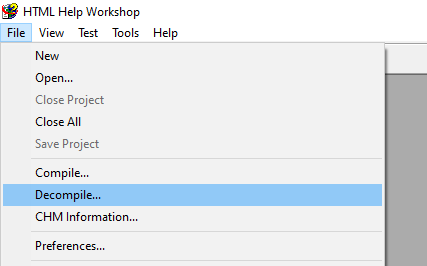 HTML Help Workshop
File View Test Tools Help
New
Open...
Close Project
Close All
Save Project
Compile...
Decompile...
CHM Information...
Preferences...